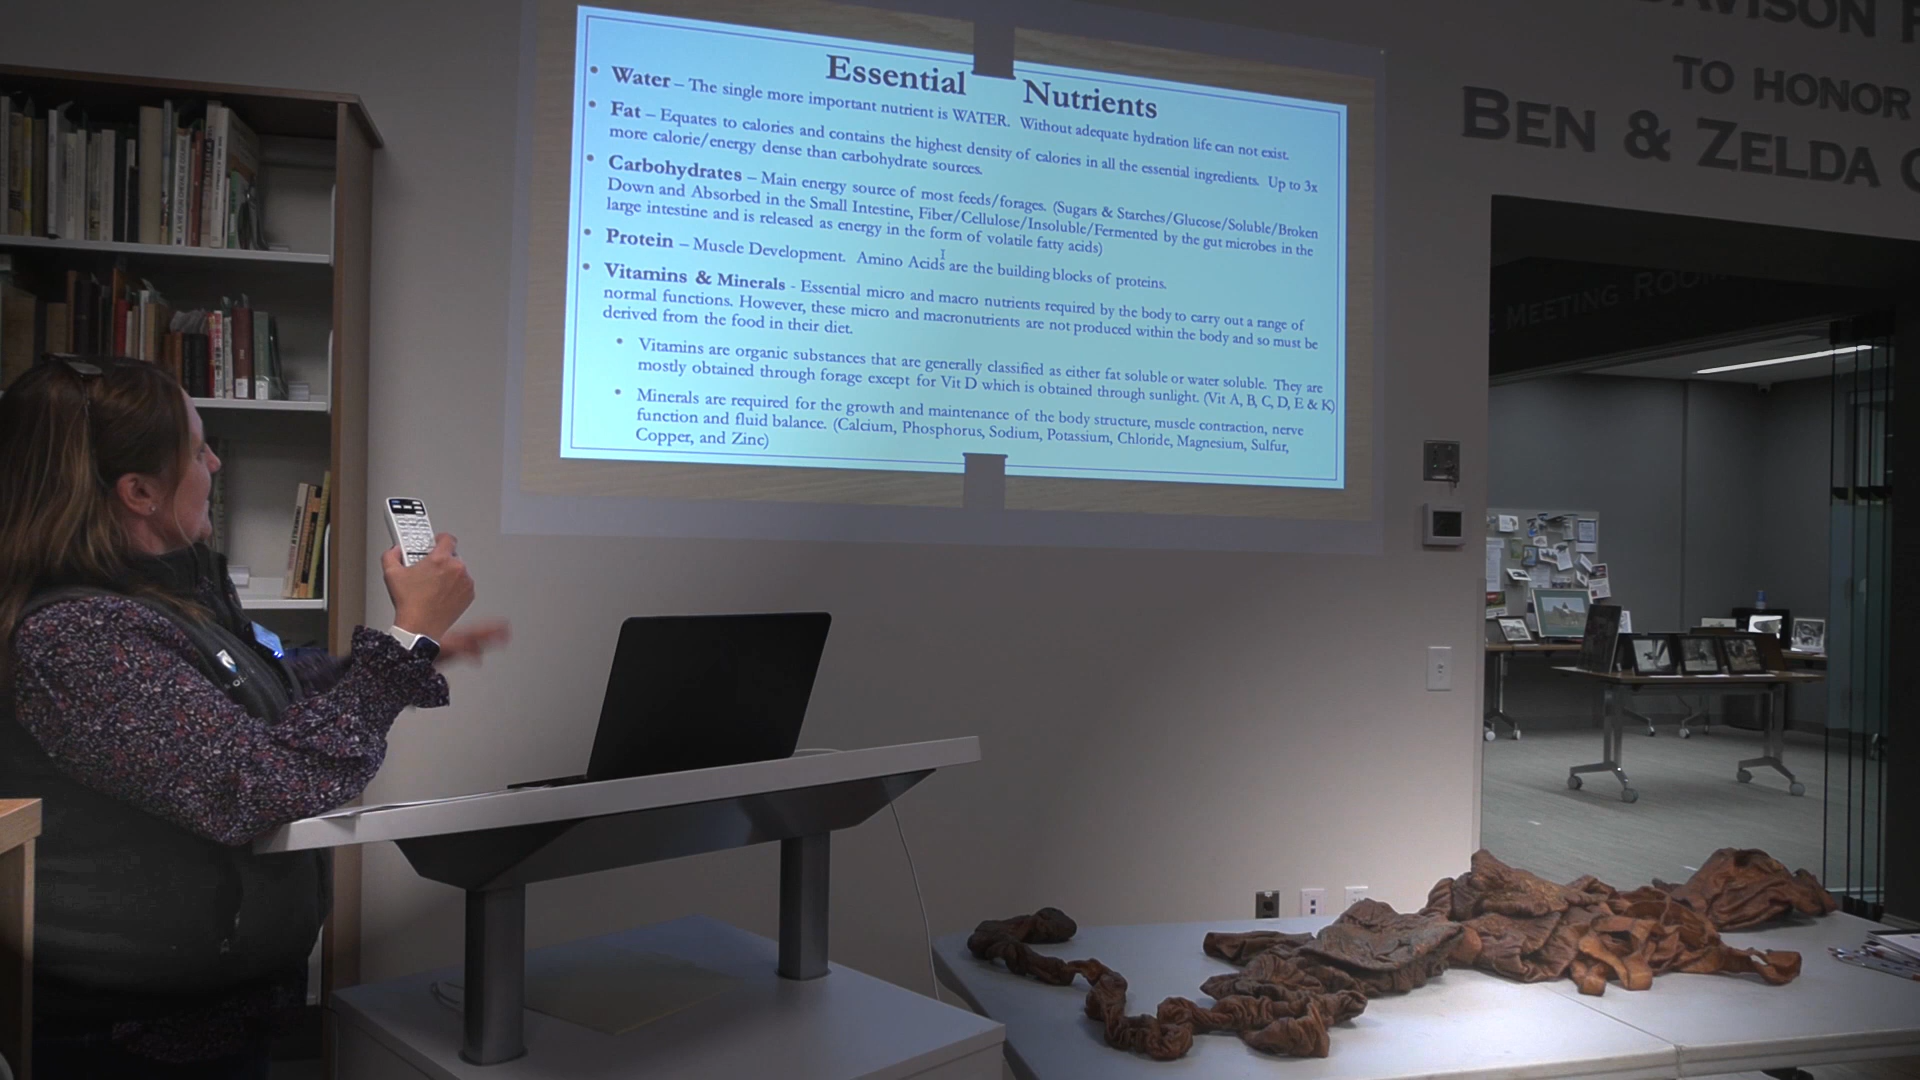 Essential Nutrients
• Water – The single more important nutrient is WATER. Without adequate hydration life can not exist.
• Fat – Equates to calories and contains the highest density of calories in all the essential ingredients. Up to 3x
more calorie/energy dense than carbohydrate sources.
• Carbohydrates – Main energy source of most feeds/forages. (Sugars & Starches/Glucose/Soluble/Broken
Down and Absorbed in the Small Intestine, Fiber/Cellulose/Insoluble/Fermented by the gut microbes in the
large intestine and is released as energy in the form of volatile fatty acids)
• Protein – Muscle Development. Amino Acids are the building blocks of proteins.
• Vitamins & Minerals - Essential micro and macro nutrients required by the body to carry out a range of
normal functions. However, these micro and macronutrients are not produced within the body and so must be
derived from the food in their diet.
• Vitamins are organic substances that are generally classified as either fat soluble or water soluble. They are
mostly obtained through forage except for Vit D which is obtained through sunlight. (Vit A, B, C, D, E & K)
• Minerals are required for the growth and maintenance of the body structure, muscle contraction, nerve
function and fluid balance. (Calcium, Phosphorus, Sodium, Potassium, Chloride, Magnesium, Sulfur,
Copper, and Zinc)
TO HONOR
BEN & ZELDA
MEETING